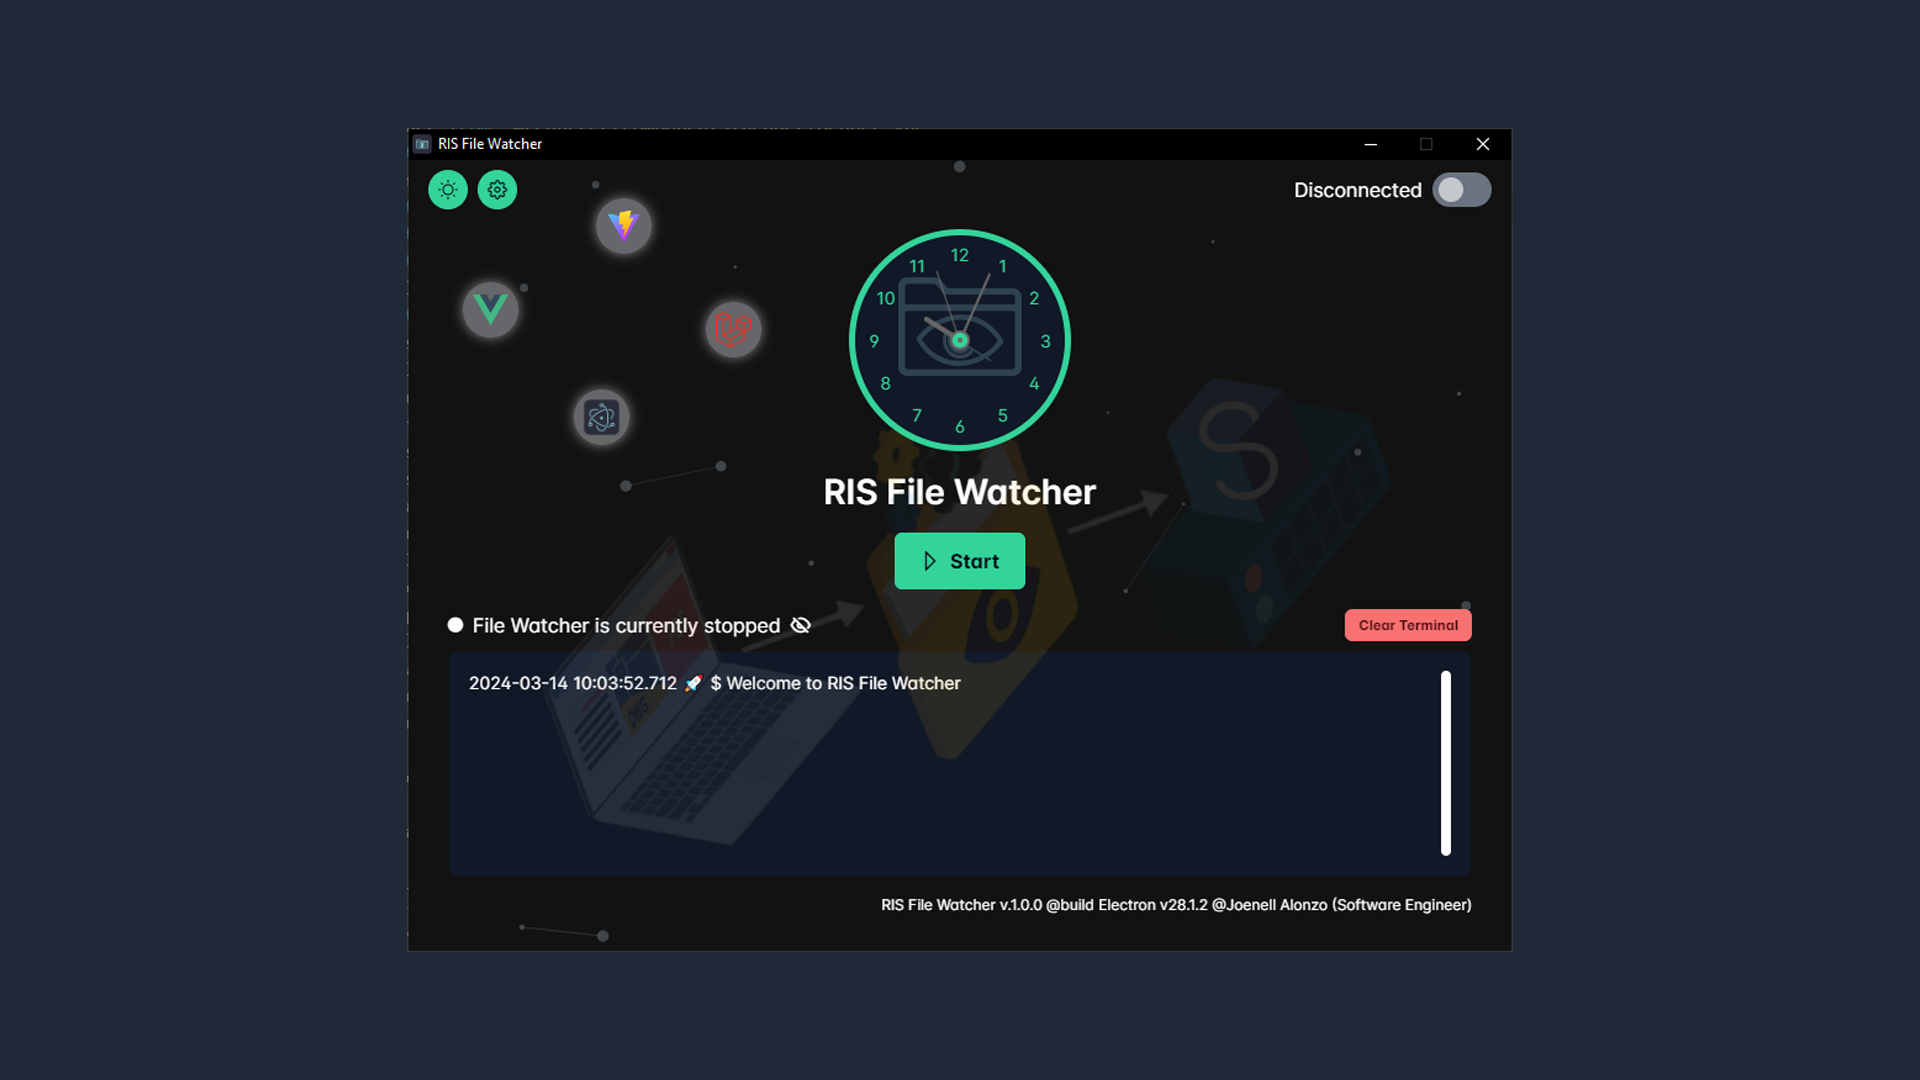 RIS File Watcher
Disconnected
12
11 1
10 2
9 3
8 4
7 5
6
S
RIS File Watcher
Start
File Watcher is currently stopped
Clear Terminal
2024-03-14 10:03:52.712 🚀 $ Welcome to RIS File Watcher
DWG
RIS File Watcher v.1.0.0 @build Electron v28.1.2 @Joenell Alonzo (Software Engineer)